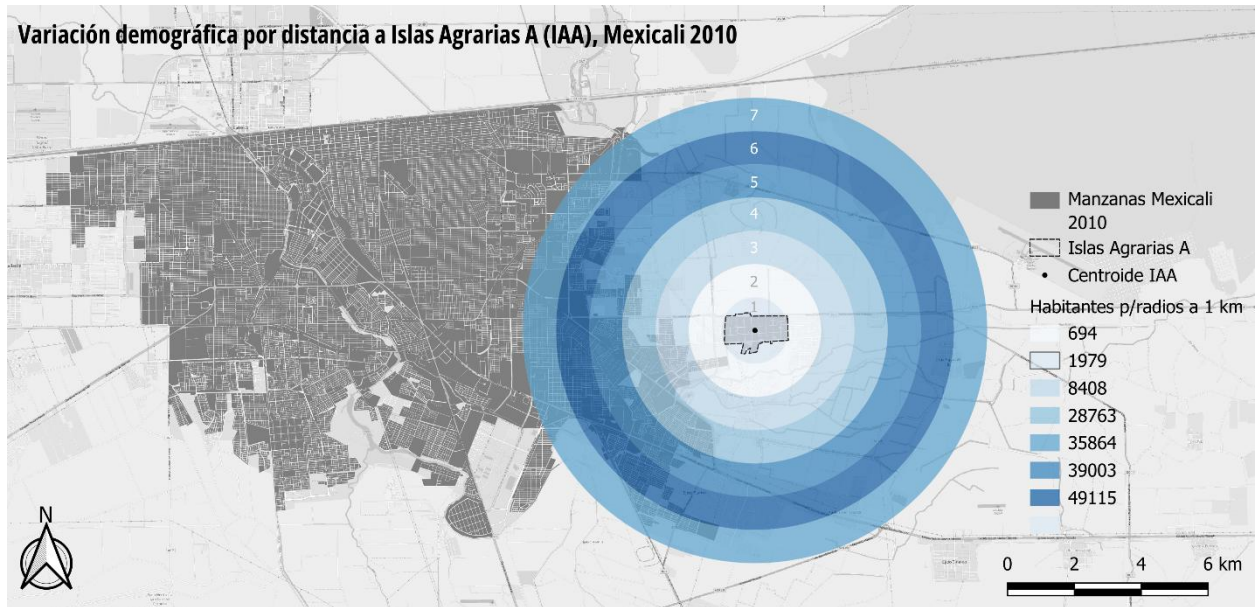 Variación demográfica por distancia a Islas Agrarias A (IAA), Mexicali 2010
7
6
5
4
3
2
1
Manzanas Mexicali
2010
Islas Agrarias A
Centroide IAA
Habitantes p/radios a 1 km
694
1979
8408
28763
35864
39003
49115
N
0 2 4 6 km